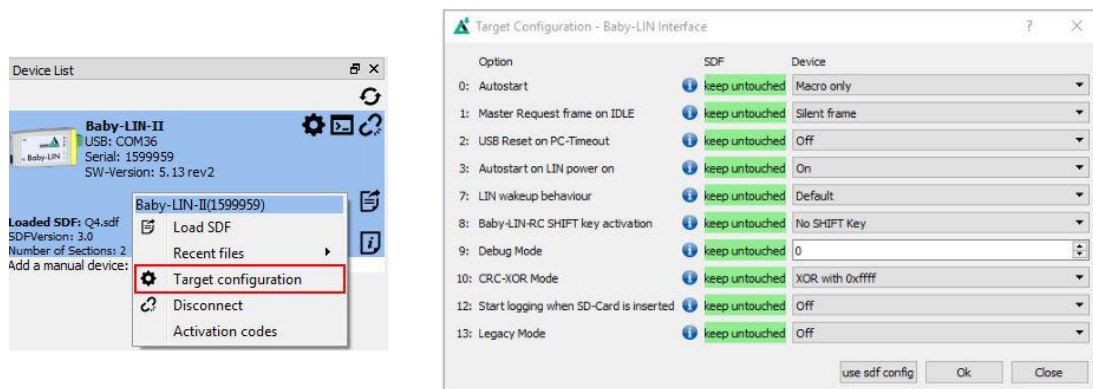 Device List
Baby-LIN-II
USB: COM36
Serial: 1599959
SW-Version: 5.13 rev2
Baby-LIN
Loaded SDF: Q4.sdf
SDFVersion: 3.0
Number of Sections: 2
Add a manual device:
Baby-LIN-II(1599959)
Load SDF
Recent files
Target configuration
Disconnect
Activation codes
Target Configuration - Baby-LIN Interface ? ×
Option SDF Device
0: Autostart keep untouched Macro only
1: Master Request frame on IDLE keep untouched Silent frame
2: USB Reset on PC-Timeout keep untouched Off
3: Autostart on LIN power on keep untouched On
7: LIN wakeup behaviour keep untouched Default
8: Baby-LIN-RC SHIFT key activation keep untouched No SHIFT Key
9: Debug Mode keep untouched 0
10: CRC-XOR Mode keep untouched XOR with 0xffff
12: Start logging when SD-Card is inserted keep untouched Off
13: Legacy Mode keep untouched Off
use sdf config Ok Close